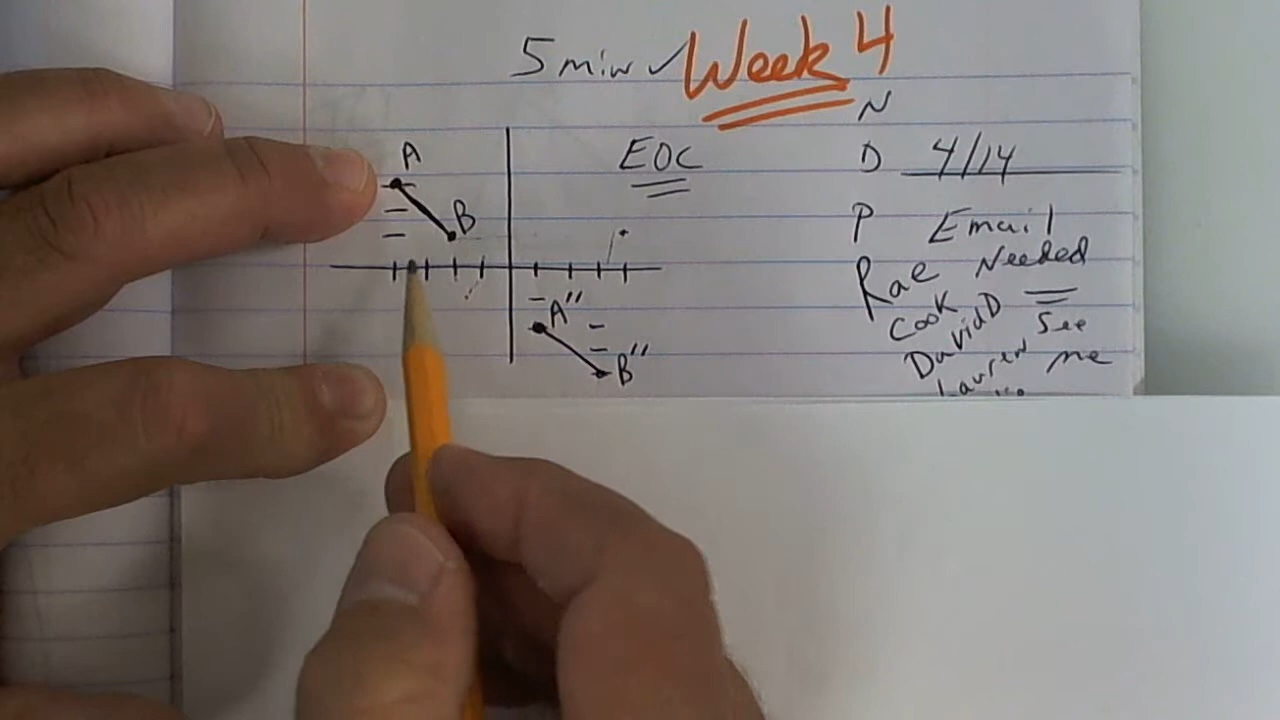 5 min ✓ Week 4
N
EOC
D 4/14
A
B
P Email
Needed
Rae
Cook
See
DavidD
me
Lauren
A"
B"